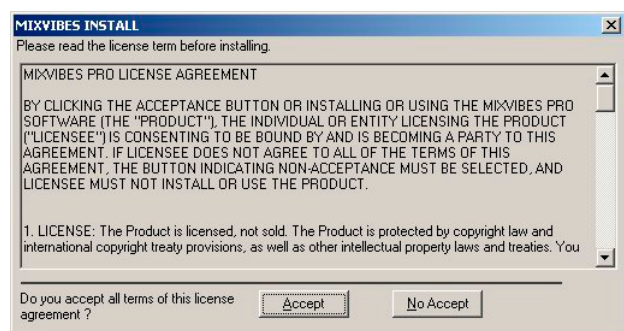 MIXVIBES INSTALL
Please read the license term before installing.
MIXVIBES PRO LICENSE AGREEMENT
BY CLICKING THE ACCEPTANCE BUTTON OR INSTALLING OR USING THE MIXVIBES PRO
SOFTWARE (THE "PRODUCT"), THE INDIVIDUAL OR ENTITY LICENSING THE PRODUCT
("LICENSEE") IS CONSENTING TO BE BOUND BY AND IS BECOMING A PARTY TO THIS
AGREEMENT. IF LICENSEE DOES NOT AGREE TO ALL OF THE TERMS OF THIS
AGREEMENT, THE BUTTON INDICATING NON-ACCEPTANCE MUST BE SELECTED, AND
LICENSEE MUST NOT INSTALL OR USE THE PRODUCT.
1. LICENSE: The Product is licensed, not sold. The Product is protected by copyright law and
international copyright treaty provisions, as well as other intellectual property laws and treaties. You
Do you accept all terms of this license
agreement ?
Accept
No Accept